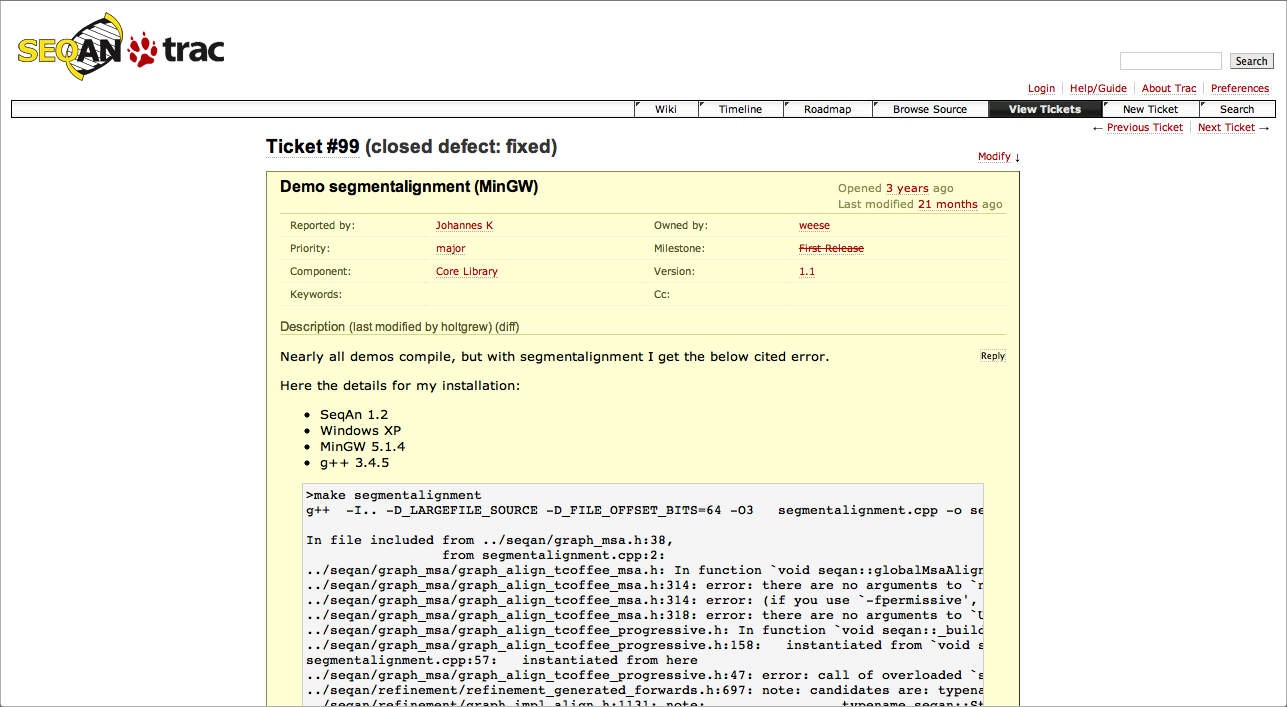 SEQAN trac
Search
Login Help/Guide About Trac Preferences
Wiki Timeline Roadmap Browse Source View Tickets New Ticket Search
← Previous Ticket Next Ticket →
Ticket #99 (closed defect: fixed)
Modify ↓
Demo segmentalignment (MinGW)
Opened 3 years ago
Last modified 21 months ago
Reported by: Johannes K Owned by: weese
Priority: major Milestone: First Release
Component: Core Library Version: 1.1
Keywords: Cc:
Description (last modified by holtgrew) (diff)
Nearly all demos compile, but with segmentalignment I get the below cited error. Reply
Here the details for my installation:
• SeqAn 1.2
• Windows XP
• MinGW 5.1.4
• g++ 3.4.5
>make segmentalignment
g++  -I.. -D_LARGEFILE_SOURCE -D_FILE_OFFSET_BITS=64 -O3   segmentalignment.cpp -o se
In file included from ../seqan/graph_msa.h:38,
from segmentalignment.cpp:2:
../seqan/graph_msa/graph_align_tcoffee_msa.h: In function `void seqan::globalMsaAlign
../seqan/graph_msa/graph_align_tcoffee_msa.h:314: error: there are no arguments to `
../seqan/graph_msa/graph_align_tcoffee_msa.h:314: error: (if you use `-fpermissive',
../seqan/graph_msa/graph_align_tcoffee_msa.h:318: error: there are no arguments to `
../seqan/graph_msa/graph_align_tcoffee_progressive.h: In function `void seqan::_build
../seqan/graph_msa/graph_align_tcoffee_progressive.h:158:   instantiated from `void s
segmentalignment.cpp:57:   instantiated from here
../seqan/graph_msa/graph_align_tcoffee_progressive.h:47: error: call of overloaded `s
../seqan/refinement/refinement_generated_forwards.h:697: note: candidates are: typena
../seqan/refinement/graph_impl_align.h:1131: note:                 typename seqan::St